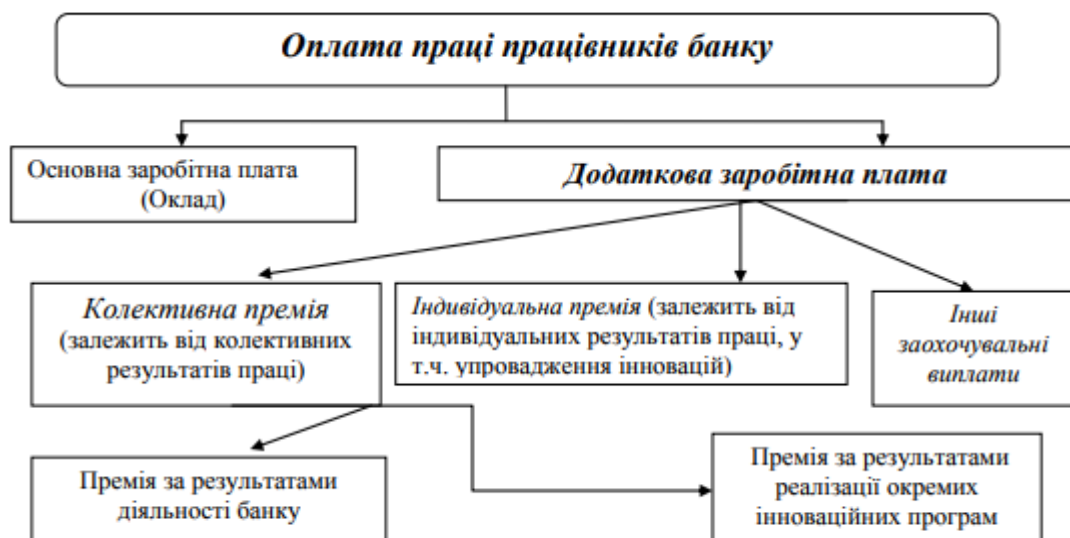 Оплата праці працівників банку
Основна заробітна плата
(Оклад)
Додаткова заробітна плата
Колективна премія
(залежить від колективних
результатів праці)
Індивідуальна премія (залежить від
індивідуальних результатів праці, у
т.ч. упровадження інновацій)
Інші
заохочувальні
виплати
Премія за результатами
діяльності банку
Премія за результатами
реалізації окремих
інноваційних програм